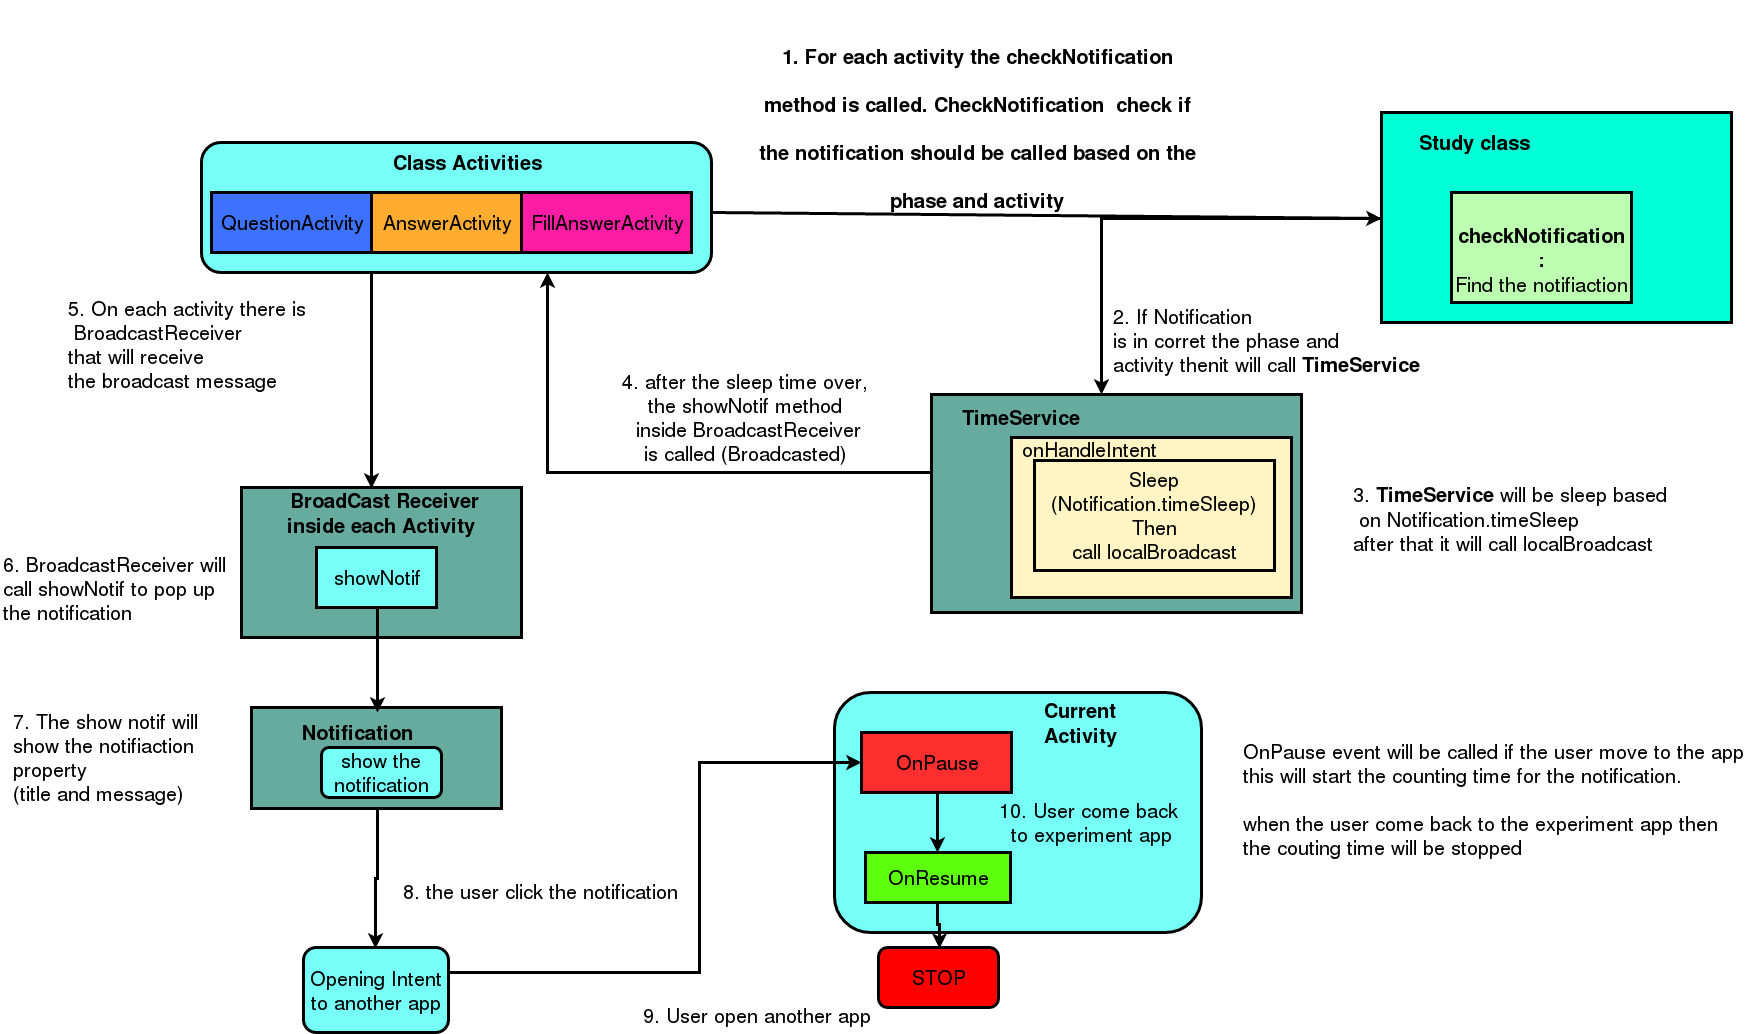 1. For each activity the checkNotification
method is called. CheckNotification  check if
the notification should be called based on the
phase and activity
Class Activities
QuestionActivity
AnswerActivity
FillAnswerActivity
Study class
checkNotification
:
Find the notifiaction
5. On each activity there is
BroadcastReceiver
that will receive
the broadcast message
2. If Notification
is in corret the phase and
activity thenit will call TimeService
4. after the sleep time over,
the showNotif method
inside BroadcastReceiver
is called (Broadcasted)
TimeService
onHandleIntent
Sleep
(Notification.timeSleep)
Then
call localBroadcast
3. TimeService will be sleep based
on Notification.timeSleep
after that it will call localBroadcast
BroadCast Receiver
inside each Activity
showNotif
6. BroadcastReceiver will
call showNotif to pop up
the notification
7. The show notif will
show the notifiaction
property
(title and message)
Notification
show the
notification
Current
Activity
OnPause
10. User come back
to experiment app
OnResume
STOP
OnPause event will be called if the user move to the app
this will start the counting time for the notification.
when the user come back to the experiment app then
the couting time will be stopped
8. the user click the notification
Opening Intent
to another app
9. User open another app